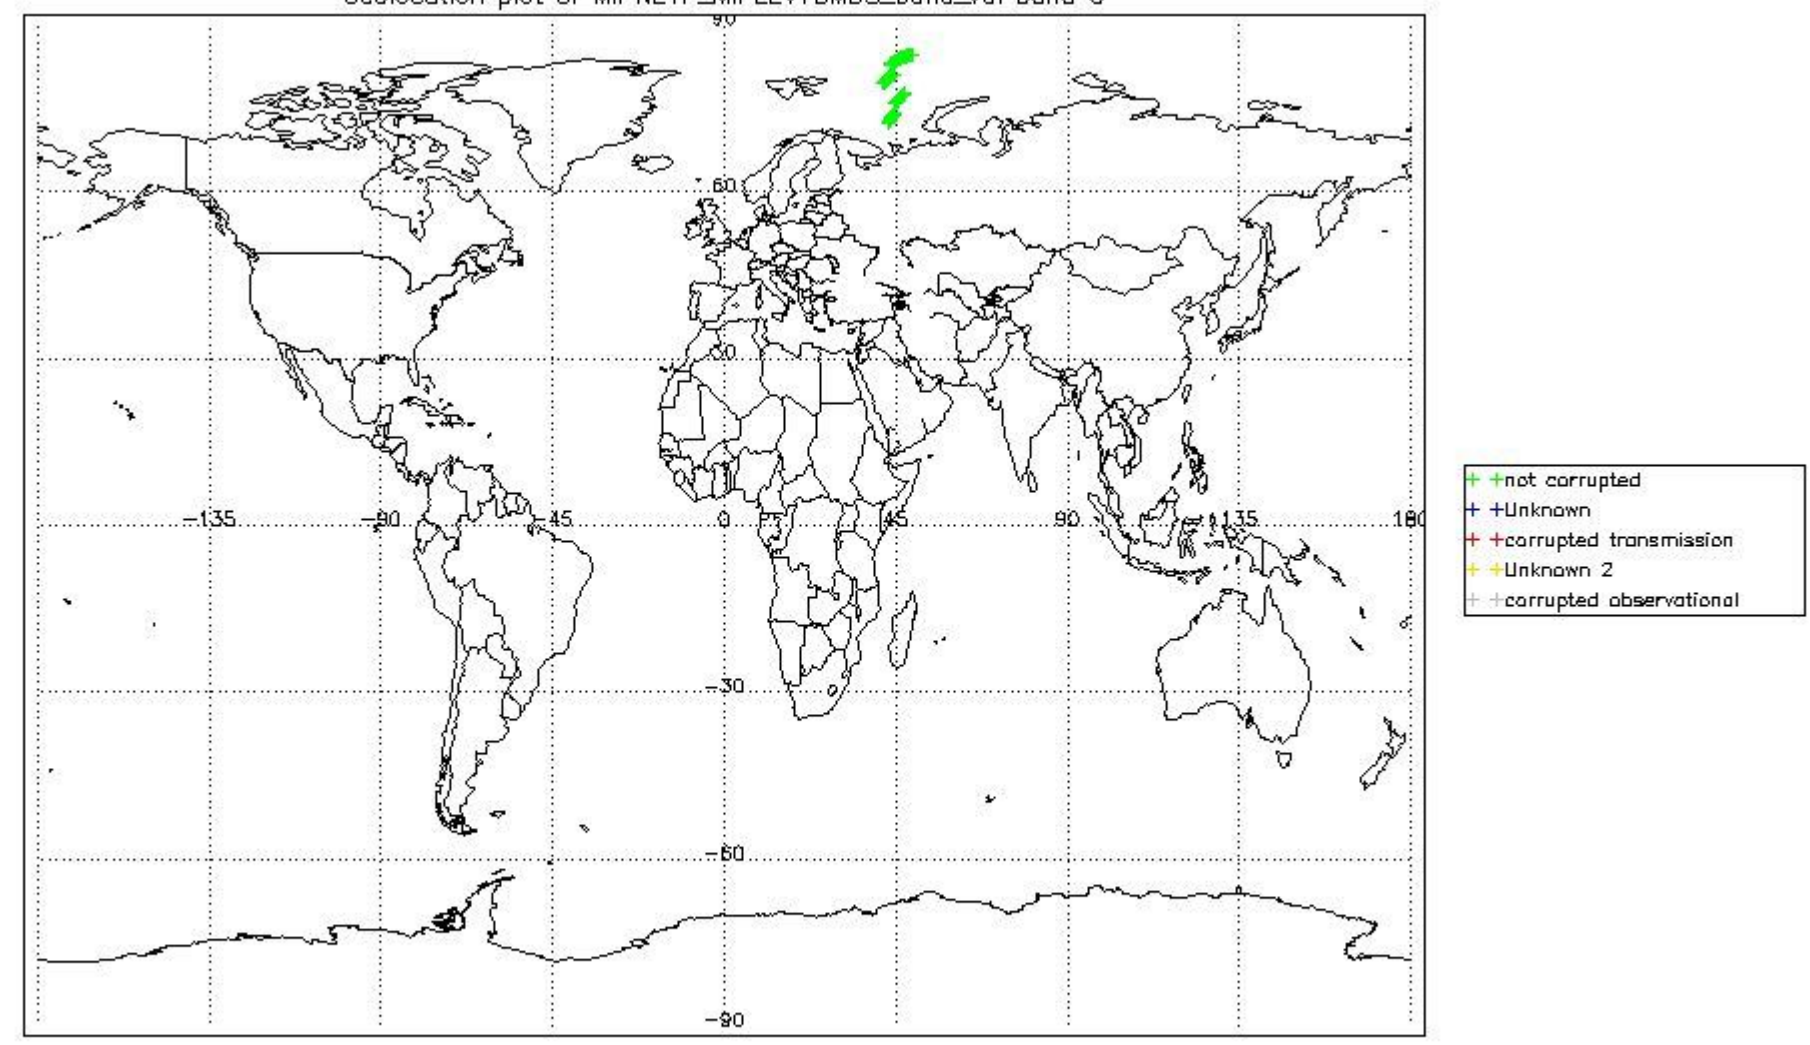 90
60
30
-135 -90 -45 0 45 90 135 180
-30
-60
-90
+ +not corrupted
+ +Unknown
+ +corrupted transmission
+ +Unknown 2
+ +corrupted observational